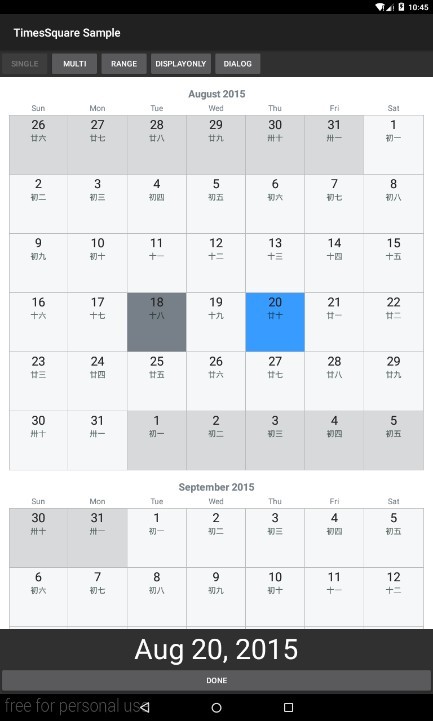 10:45
TimesSquare Sample
SINGLE MULTI RANGE DISPLAYONLY DIALOG
August 2015
Sun Mon Tue Wed Thu Fri Sat
26 27 28 29 30 31 1
廿六 廿七 廿八 廿九 卅十 卅一 初一
2 3 4 5 6 7 8
初二 初三 初四 初五 初六 初七 初八
9 10 11 12 13 14 15
初九 初十 十一 十二 十三 十四 十五
16 17 18 19 20 21 22
十六 十七 十八 十九 廿十 廿一 廿二
23 24 25 26 27 28 29
廿三 廿四 廿五 廿六 廿七 廿八 廿九
30 31 1 2 3 4 5
卅十 卅一 初一 初二 初三 初四 初五
September 2015
Sun Mon Tue Wed Thu Fri Sat
30 31 1 2 3 4 5
卅十 卅一 初一 初二 初三 初四 初五
6 7 8 9 10 11 12
初六 初七 初八 初九 初十 十一 十二
Aug 20, 2015
DONE
free for personal us